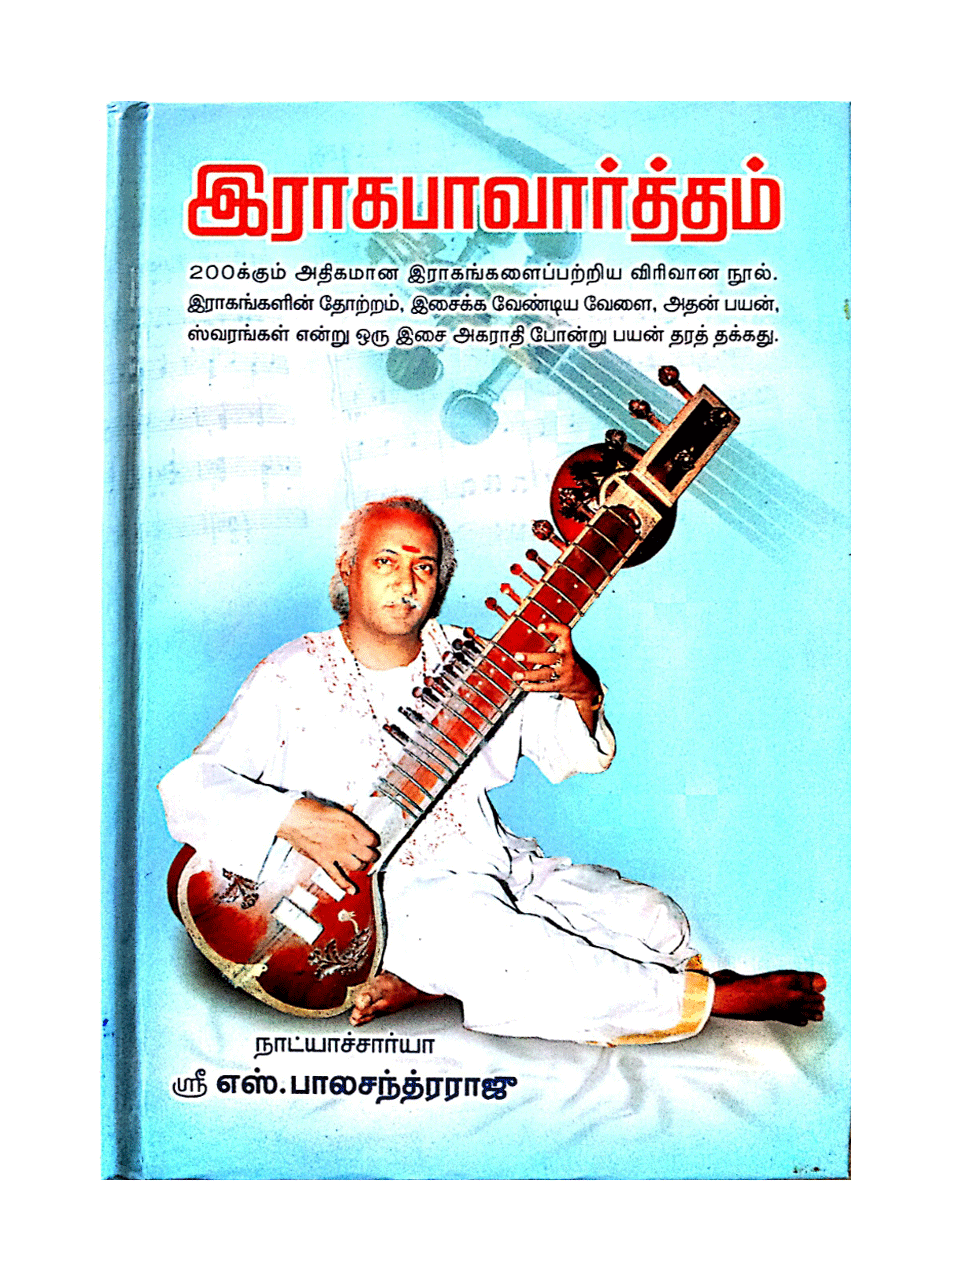 இராகபாவார்த்தம்
200க்கும் அதிகமான இராகங்களைப்பற்றிய விரிவான நூல்.
இராகங்களின் தோற்றம், இசைக்க வேண்டிய வேளை, அதன் பயன்,
ஸ்வரங்கள் என்று ஒரு இசை அகராதி போன்று பயன் தரத் தக்கது.
நாட்யாச்சார்யா
ஸ்ரீ எஸ்.பாலசந்த்ரராஜு